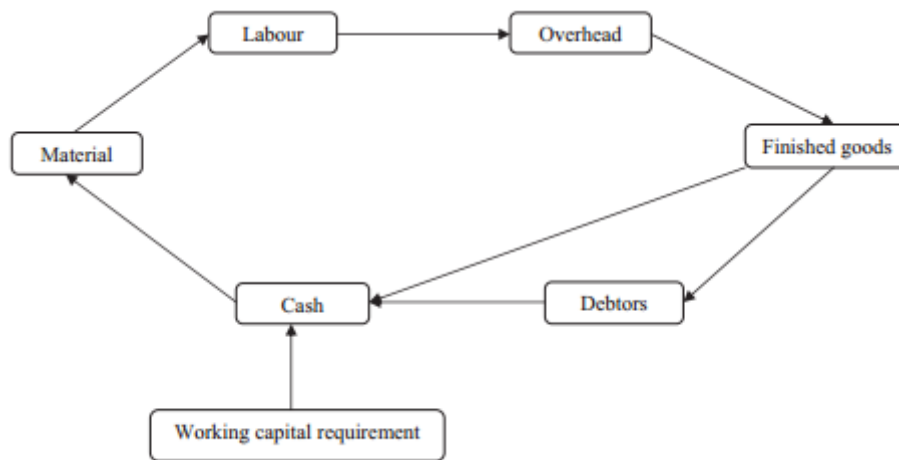 Labour
Overhead
Material
Finished goods
Cash
Debtors
Working capital requirement